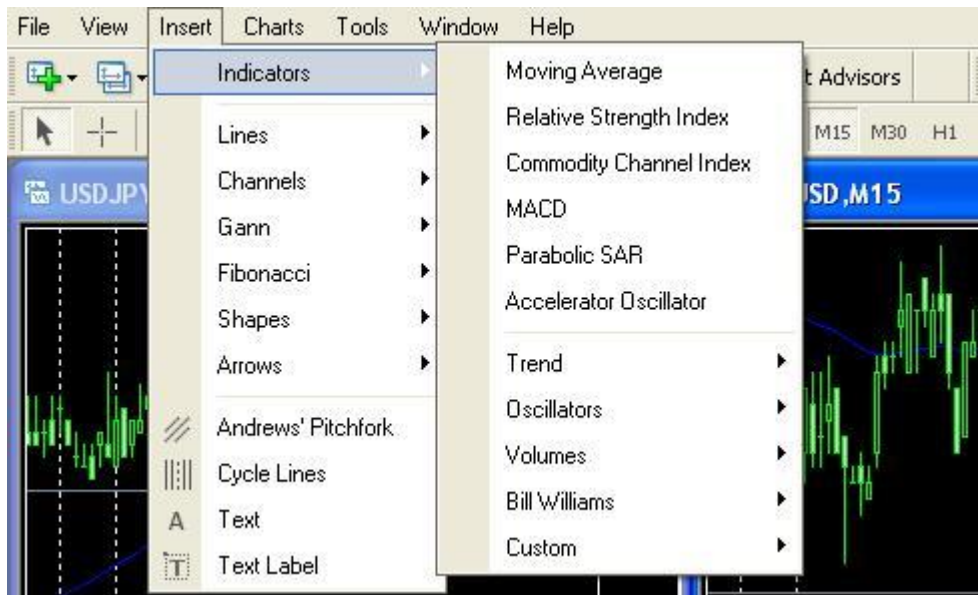 File View Insert Charts Tools Window Help
Indicators
Lines
Channels
Gann
Fibonacci
Shapes
Arrows
Andrews' Pitchfork
Cycle Lines
A Text
T Text Label
Moving Average
Relative Strength Index
Commodity Channel Index
MACD
Parabolic SAR
Accelerator Oscillator
Trend
Oscillators
Volumes
Bill Williams
Custom
t Advisors
M15 M30 H1
USDJPY
SD,M15